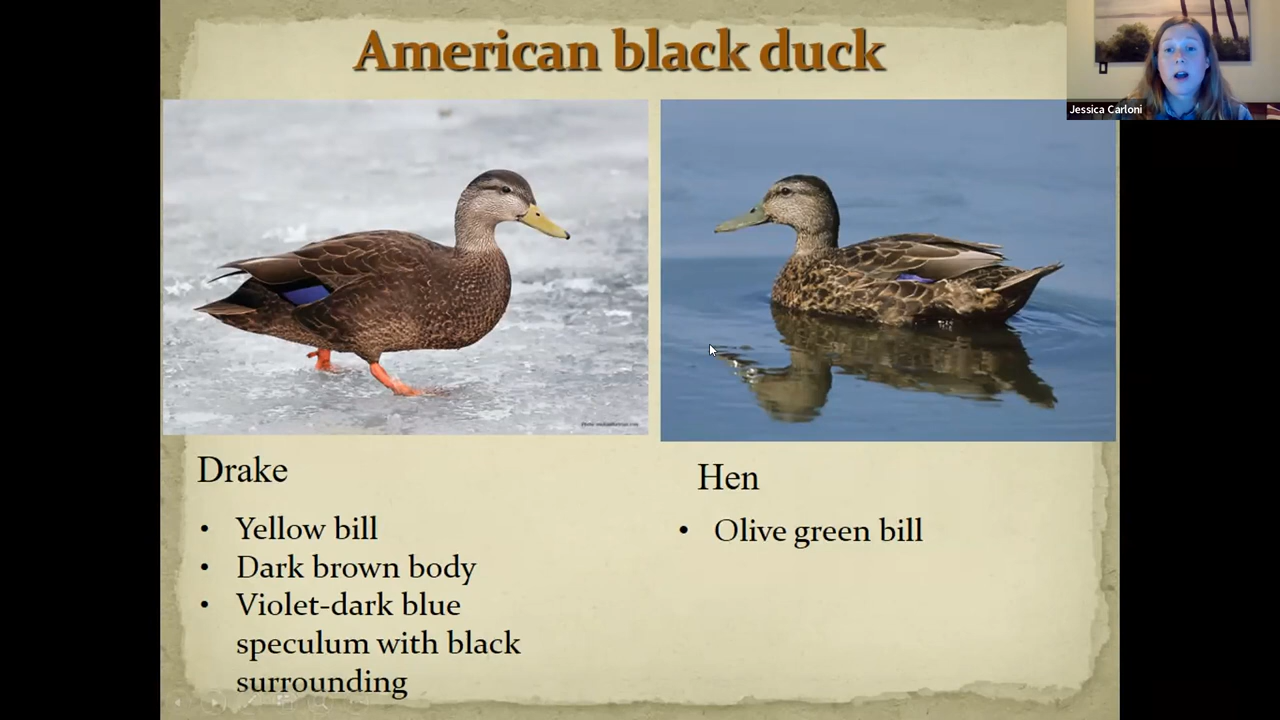 American black duck
Jessica Carloni
Drake
• Yellow bill
• Dark brown body
• Violet-dark blue
speculum with black
surrounding
Hen
• Olive green bill